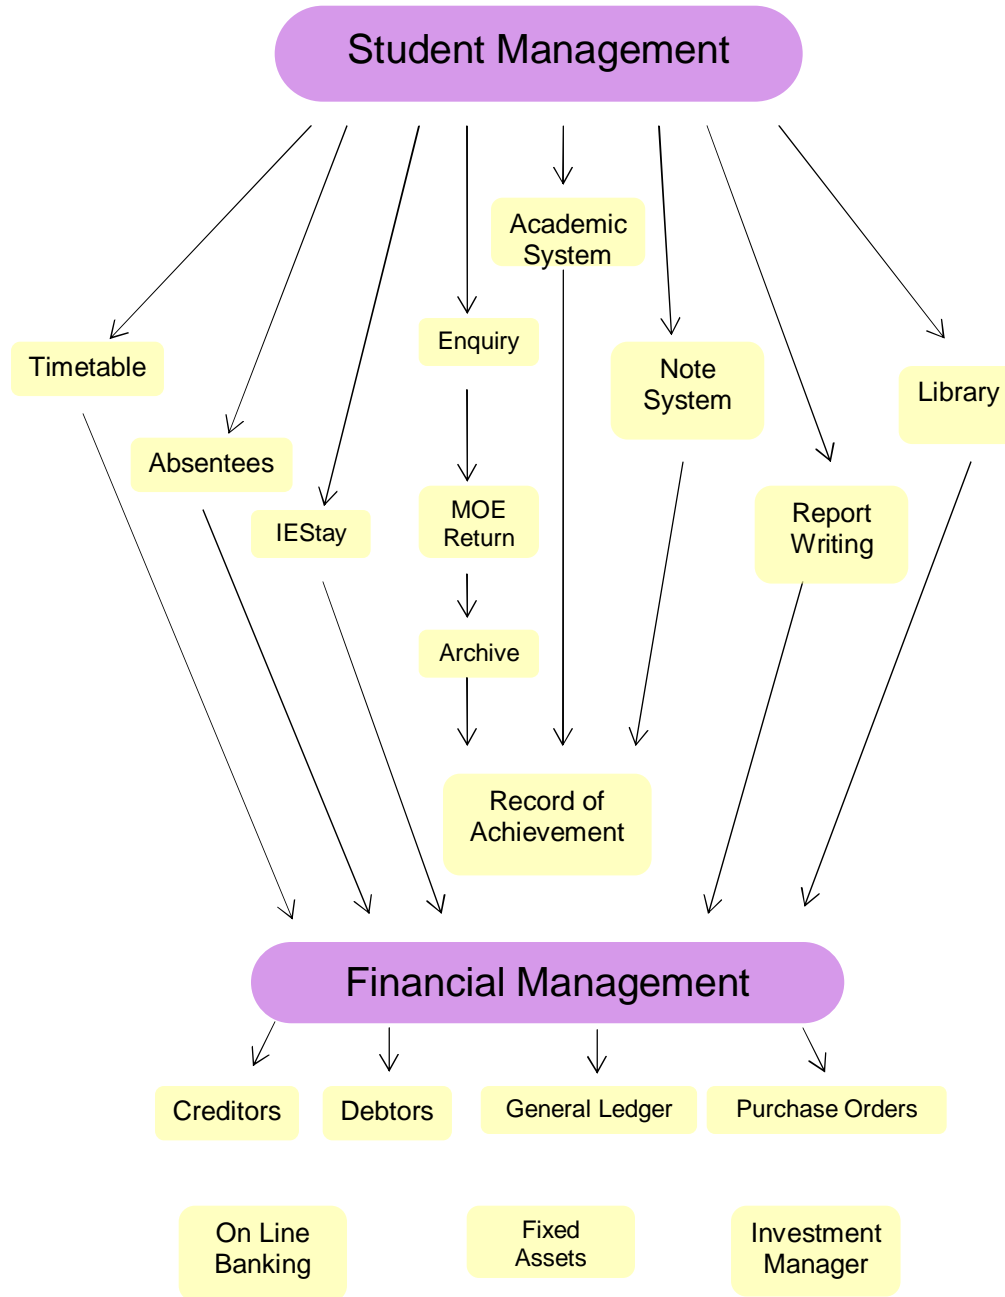 Student Management
Academic
System
Enquiry
Timetable
Note
System
Library
Absentees
IEStay
MOE
Return
Report
Writing
Archive
Record of
Achievement
Financial Management
Creditors
Debtors
General Ledger
Purchase Orders
On Line
Banking
Fixed
Assets
Investment
Manager